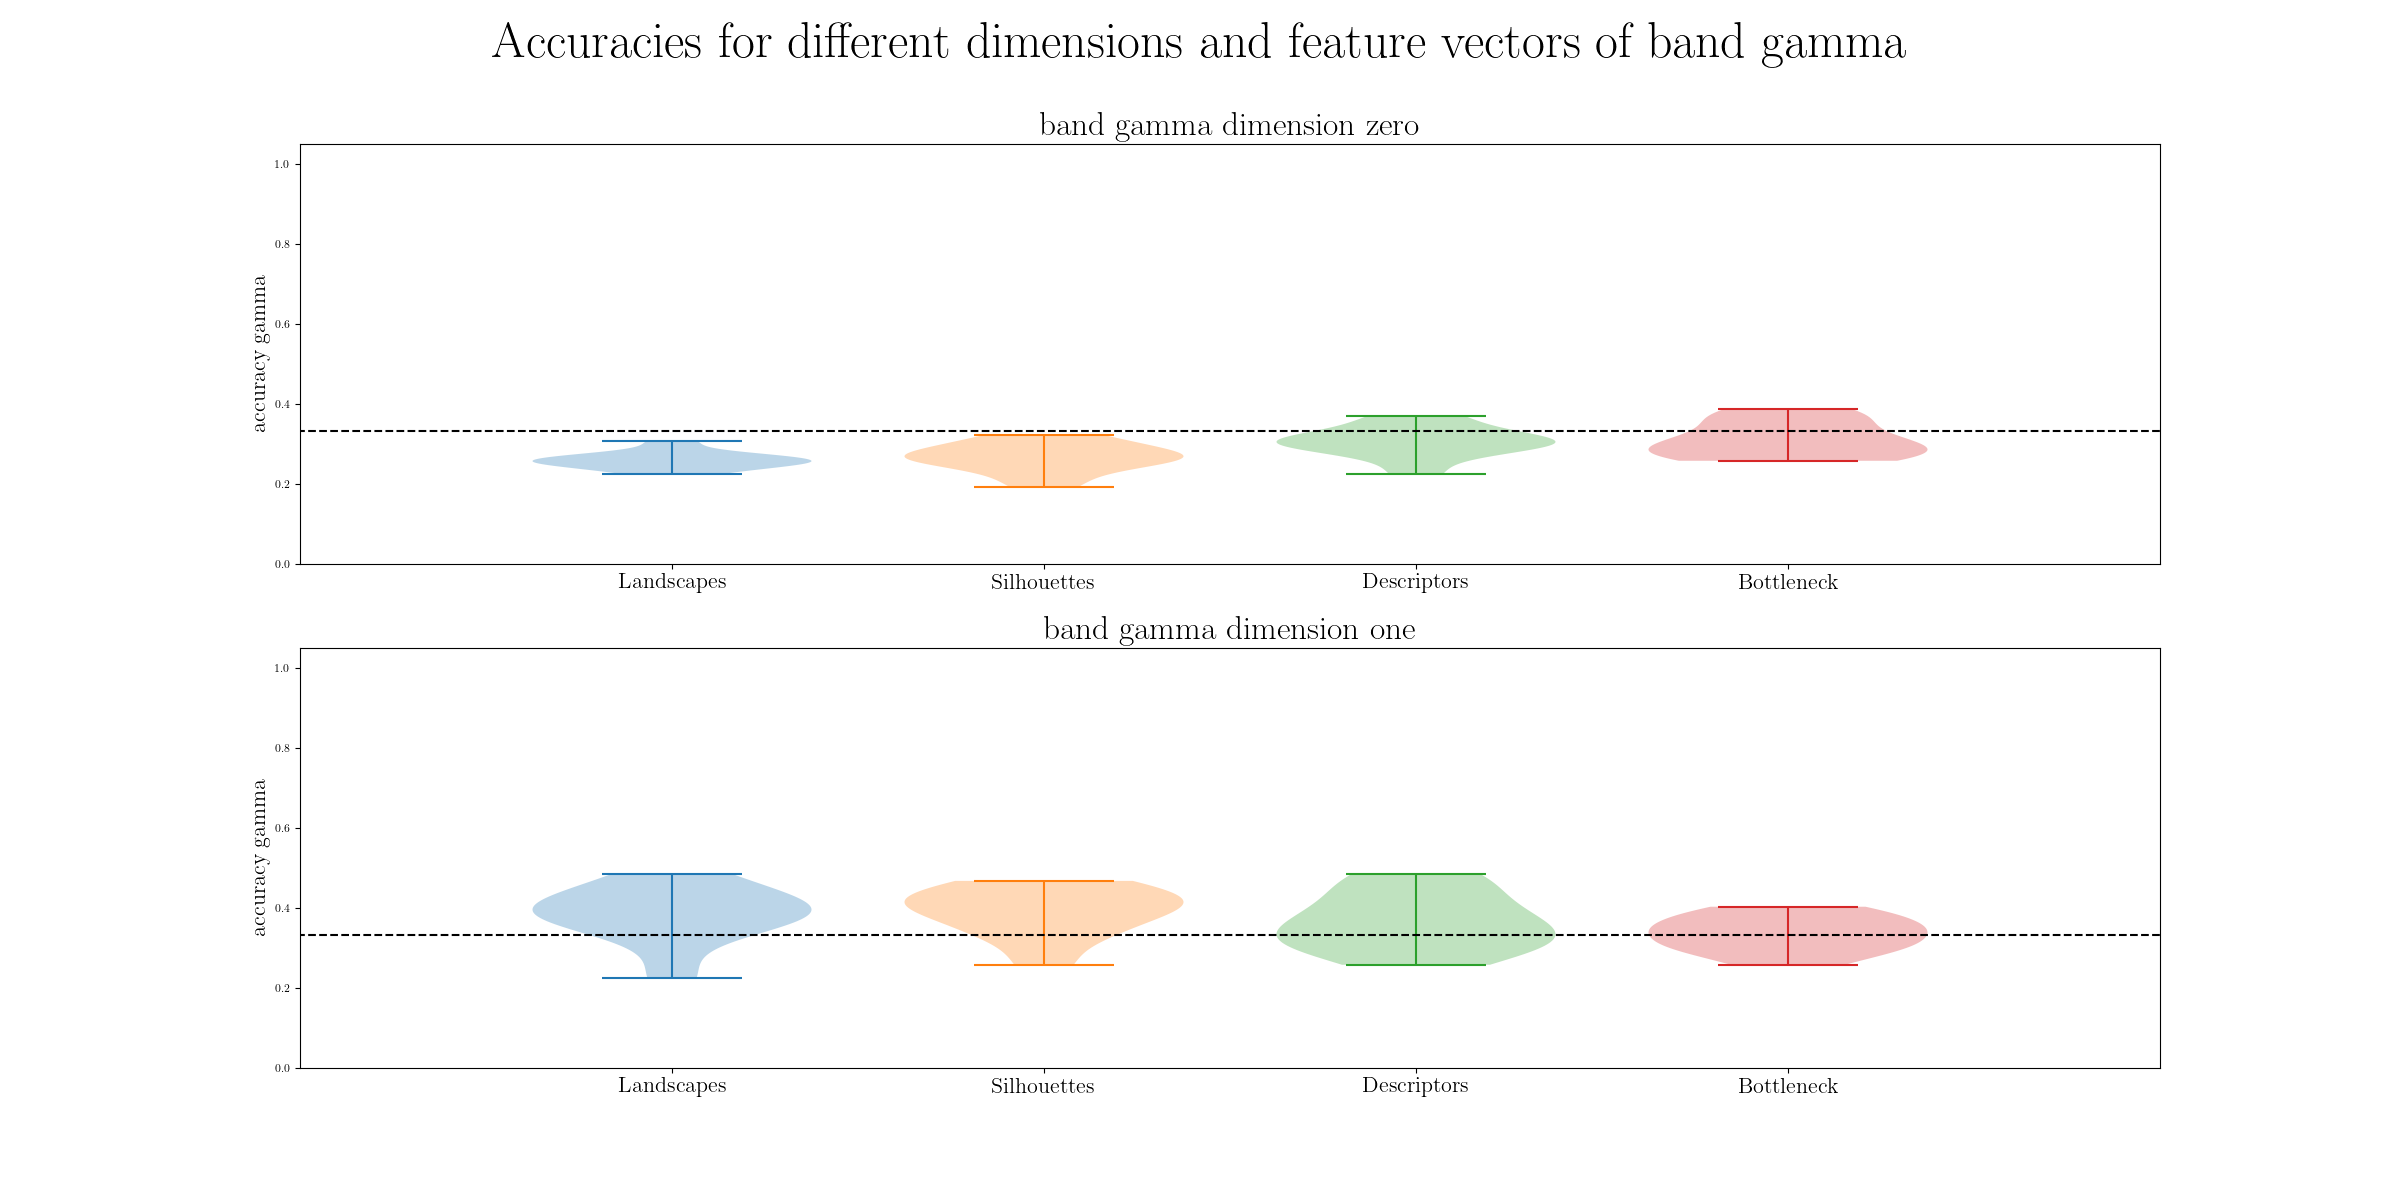 Accuracies for different dimensions and feature vectors of band gamma
band gamma dimension zero
1.0
0.8
0.6
0.4
0.2
0.0
accuracy gamma
Landscapes Silhouettes Descriptors Bottleneck
band gamma dimension one
1.0
0.8
0.6
0.4
0.2
0.0
accuracy gamma
Landscapes Silhouettes Descriptors Bottleneck